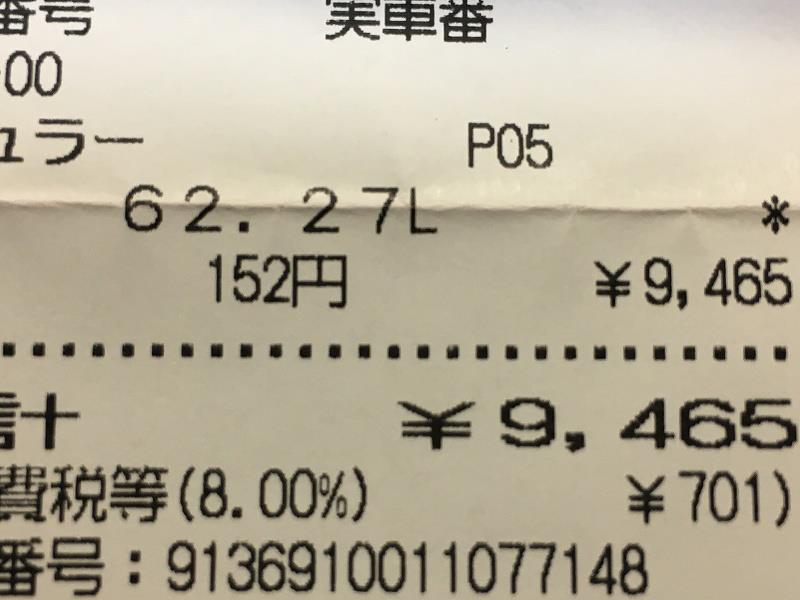 番号 実車番
00
ュラー P05
62.27L *
152円 ¥9,465
計 ¥9,465
費税等(8.00%) ¥701)
番号:9136910011077148